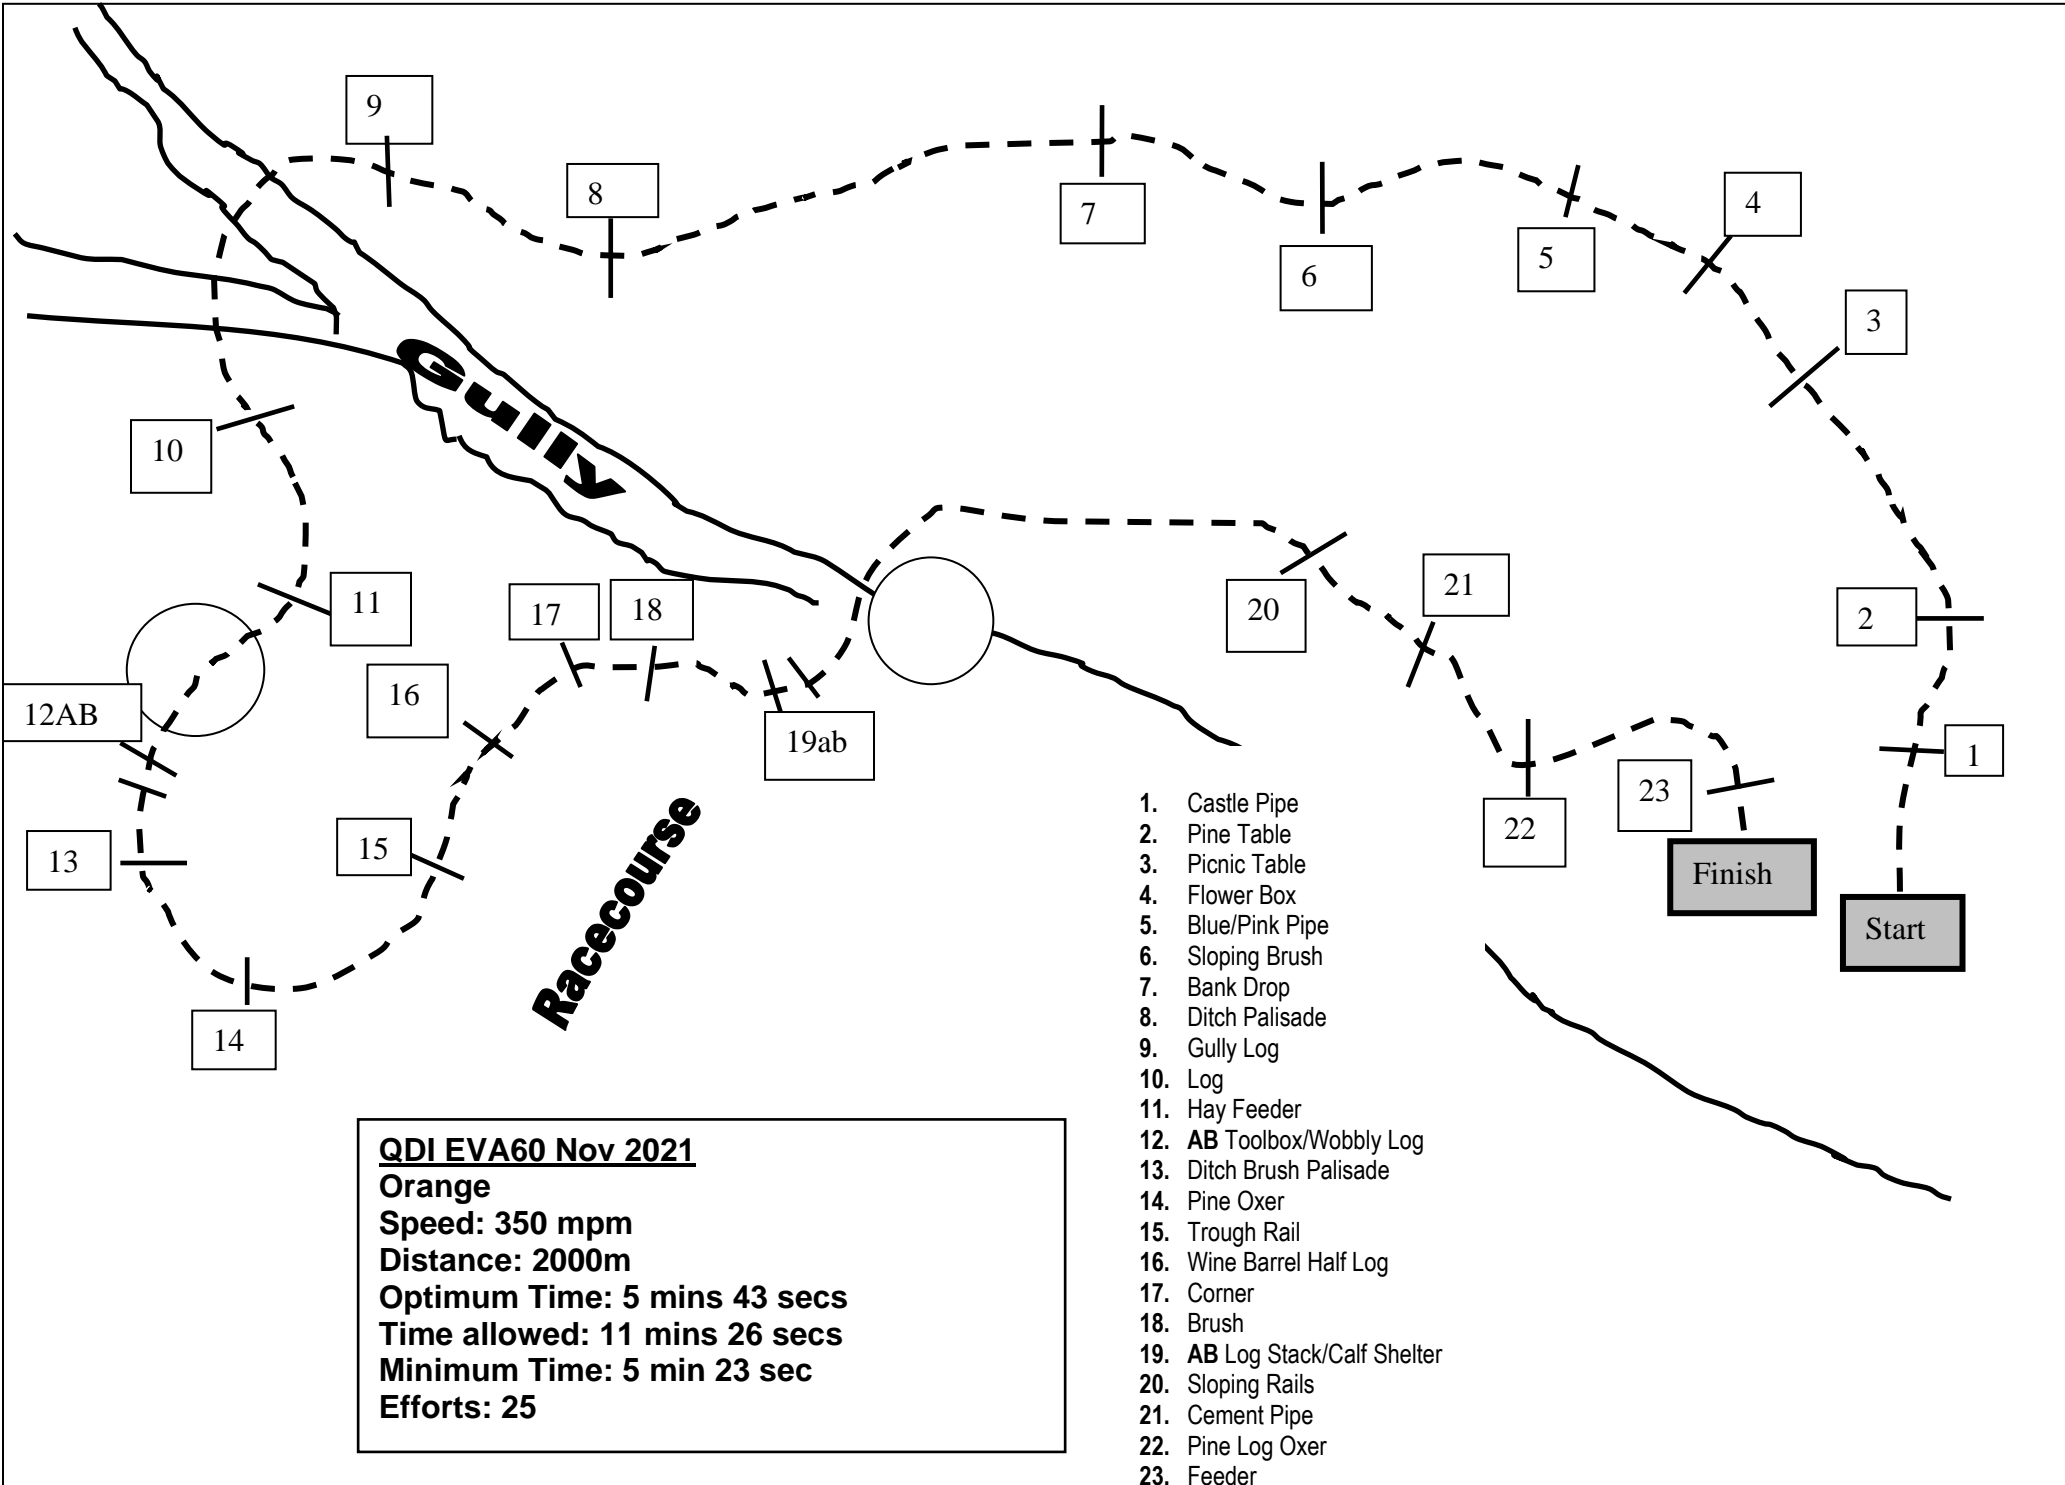 9
8
7
6
5
4
3
10
11
12AB
13
14
15
16
17
18
19ab
20
21
22
23
2
1
Gully
Racecourse
Finish
Start
1. Castle Pipe
2. Pine Table
3. Picnic Table
4. Flower Box
5. Blue/Pink Pipe
6. Sloping Brush
7. Bank Drop
8. Ditch Palisade
9. Gully Log
10. Log
11. Hay Feeder
12. AB Toolbox/Wobbly Log
13. Ditch Brush Palisade
14. Pine Oxer
15. Trough Rail
16. Wine Barrel Half Log
17. Corner
18. Brush
19. AB Log Stack/Calf Shelter
20. Sloping Rails
21. Cement Pipe
22. Pine Log Oxer
23. Feeder
QDI EVA60 Nov 2021
Orange
Speed: 350 mpm
Distance: 2000m
Optimum Time: 5 mins 43 secs
Time allowed: 11 mins 26 secs
Minimum Time: 5 min 23 sec
Efforts: 25